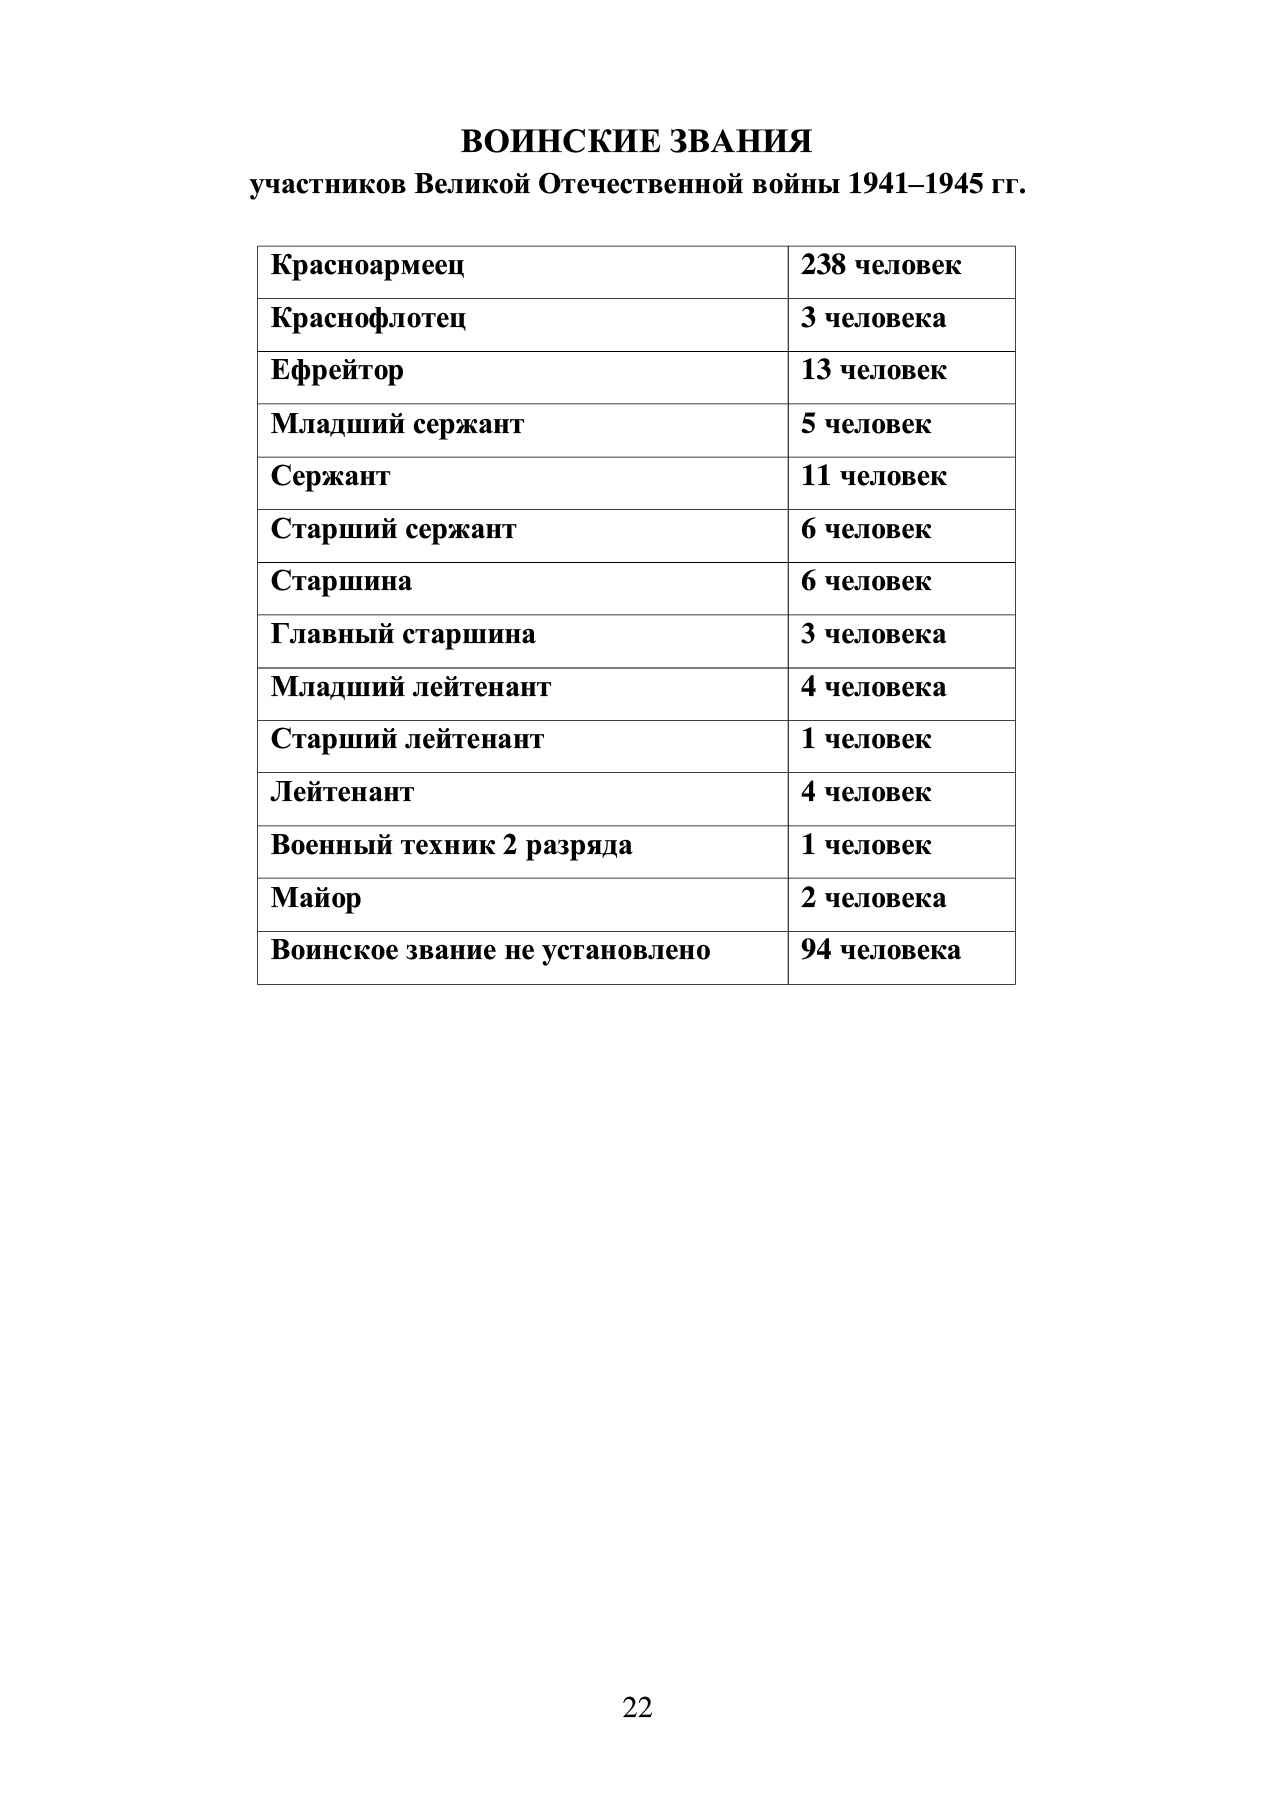 ВОИНСКИЕ ЗВАНИЯ
участников Великой Отечественной войны 1941–1945 гг.
Красноармеец 238 человек
Краснофлотец 3 человека
Ефрейтор 13 человек
Младший сержант 5 человек
Сержант 11 человек
Старший сержант 6 человек
Старшина 6 человек
Главный старшина 3 человека
Младший лейтенант 4 человека
Старший лейтенант 1 человек
Лейтенант 4 человек
Военный техник 2 разряда 1 человек
Майор 2 человека
Воинское звание не установлено 94 человека
22